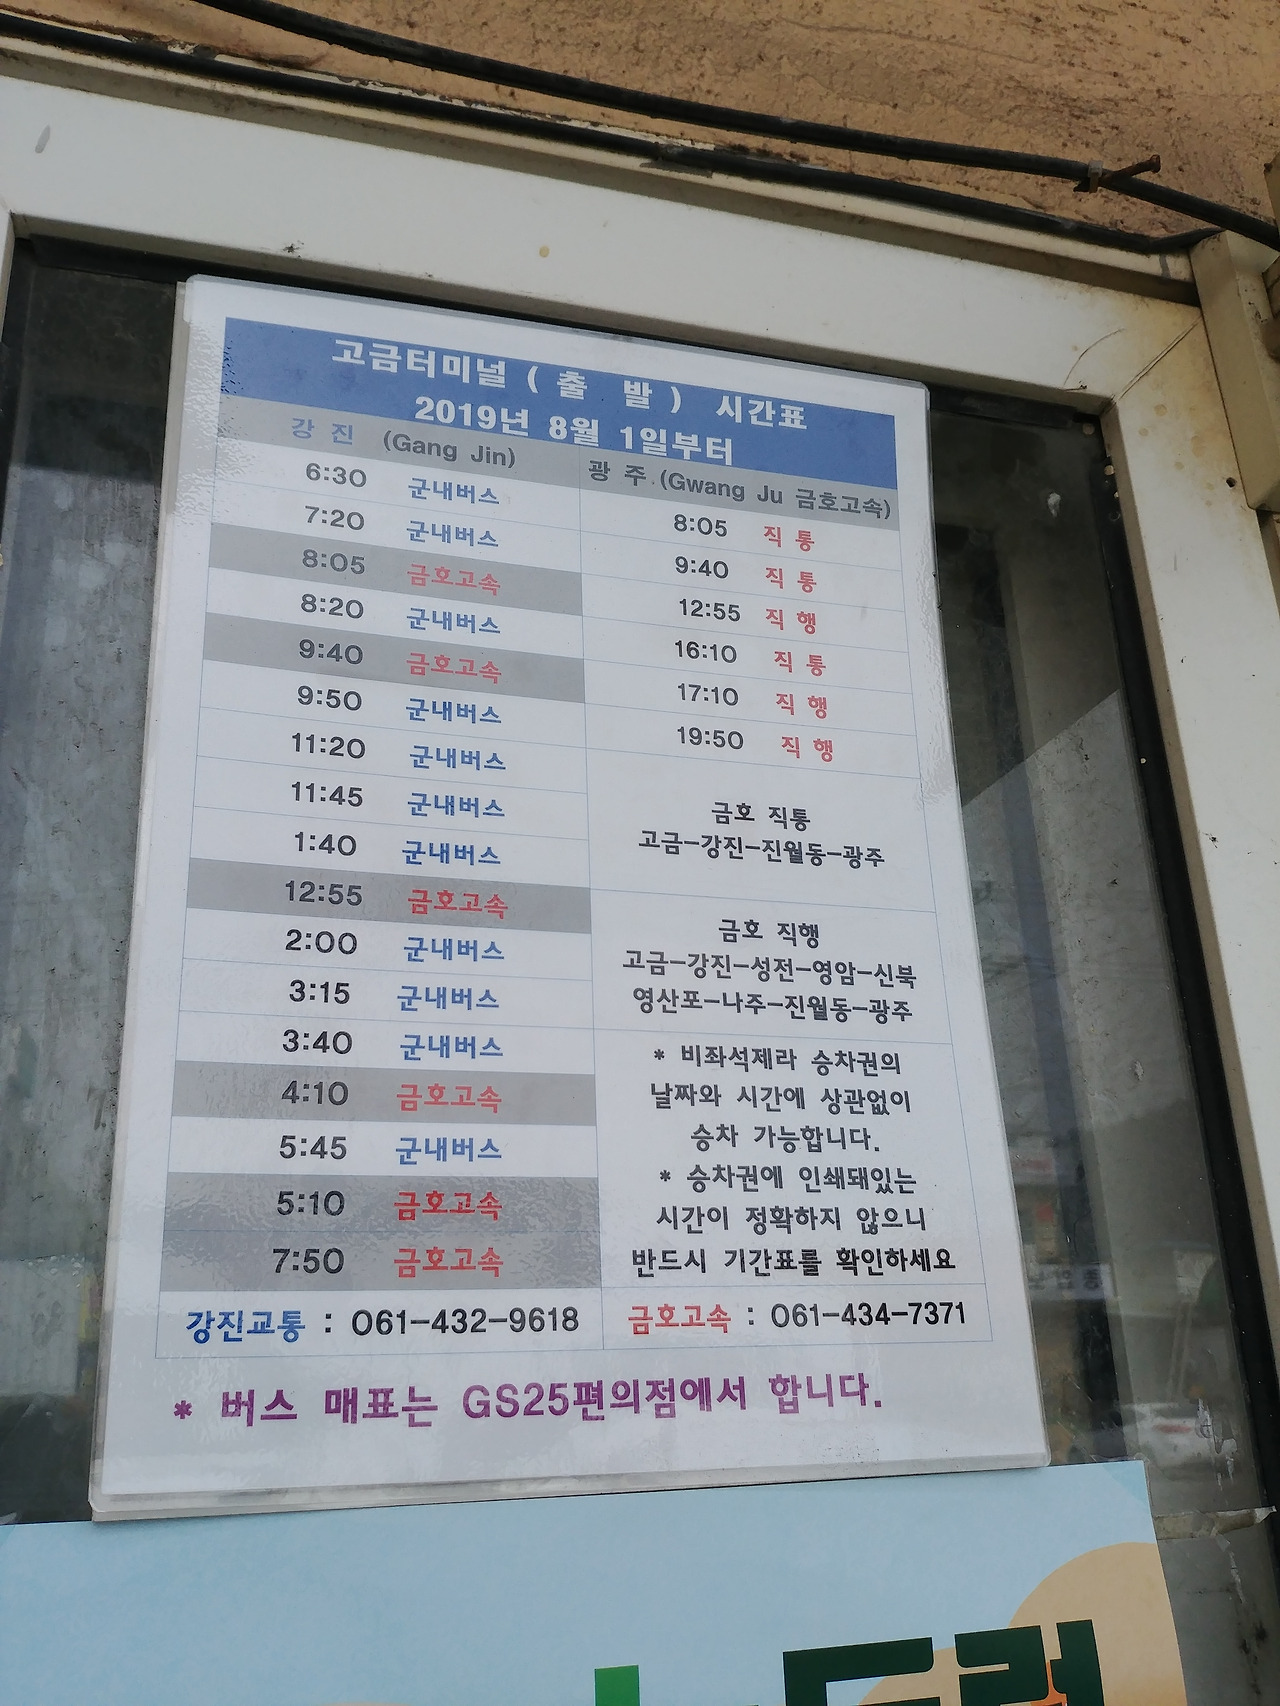 고금터미널 ( 출 발 ) 시간표
2019년 8월 1일부터
강 진 (Gang Jin)
6:30 군내버스
7:20 군내버스
8:05 금호고속
8:20 군내버스
9:40 금호고속
9:50 군내버스
11:20 군내버스
11:45 군내버스
1:40 군내버스
12:55 금호고속
2:00 군내버스
3:15 군내버스
3:40 군내버스
4:10 금호고속
5:45 군내버스
5:10 금호고속
7:50 금호고속
강진교통 : 061-432-9618
광 주 (Gwang Ju 금호고속)
8:05 직 통
9:40 직 통
12:55 직 행
16:10 직 통
17:10 직 행
19:50 직 행
금호 직통
고금-강진-진월동-광주
금호 직행
고금-강진-성전-영암-신북
영산포-나주-진월동-광주
* 비좌석제라 승차권의
날짜와 시간에 상관없이
승차 가능합니다.
* 승차권에 인쇄돼있는
시간이 정확하지 않으니
반드시 기간표를 확인하세요
금호고속 : 061-434-7371
* 버스 매표는 GS25편의점에서 합니다.